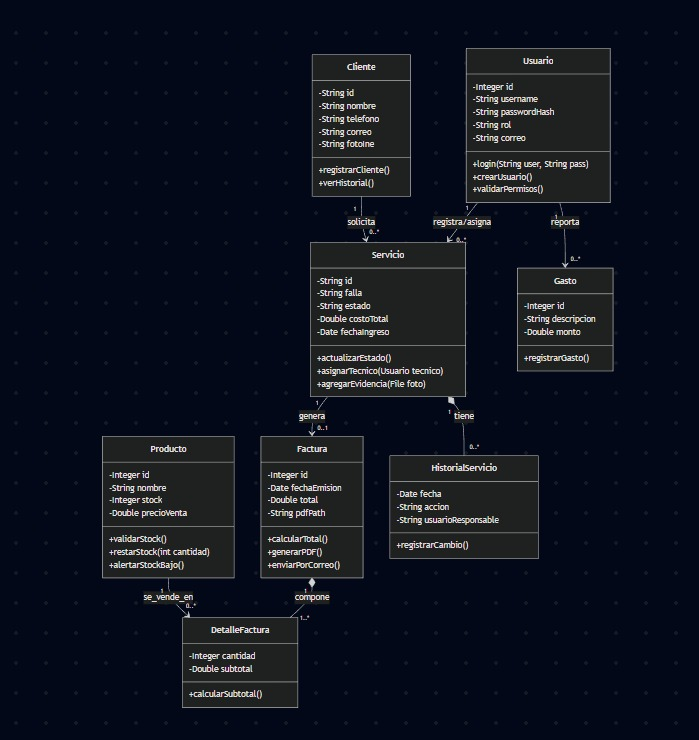 Cliente
-String id
-String nombre
-String telefono
-String correo
-String fotoIne
+registrarCliente()
+verHistorial()
Usuario
-Integer id
-String username
-String passwordHash
-String rol
-String correo
+login(String user, String pass)
+crearUsuario()
+validarPermisos()
1
solicita
0..*
1
registra/asigna
0..*
1
reporta
0..*
Servicio
-String id
-String falla
-String estado
-Double costoTotal
-Date fechaIngreso
+actualizarEstado()
+asignarTecnico(Usuario tecnico)
+agregarEvidencia(File foto)
Gasto
-Integer id
-String descripcion
-Double monto
+registrarGasto()
1
genera
0..1
1
tiene
0..*
Producto
-Integer id
-String nombre
-Integer stock
-Double precioVenta
+validarStock()
+restarStock(int cantidad)
+alertarStockBajo()
Factura
-Integer id
-Date fechaEmision
-Double total
-String pdfPath
+calcularTotal()
+generarPDF()
+enviarPorCorreo()
HistorialServicio
-Date fecha
-String accion
-String usuarioResponsable
+registrarCambio()
1
se_vende_en
0..*
1
compone
1..*
DetalleFactura
-Integer cantidad
-Double subtotal
+calcularSubtotal()